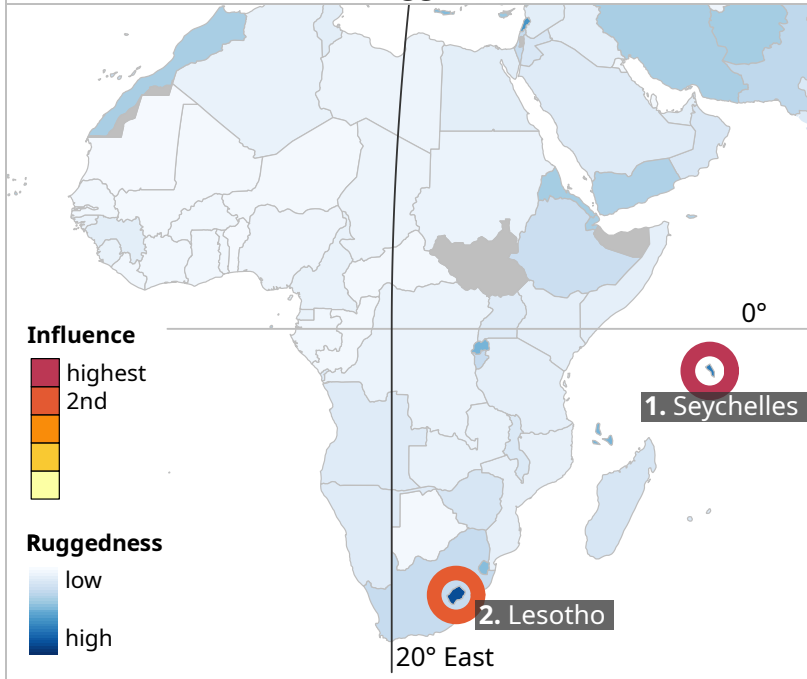 0°
Influence
highest
2nd
1. Seychelles
Ruggedness
low
high
2. Lesotho
20° East